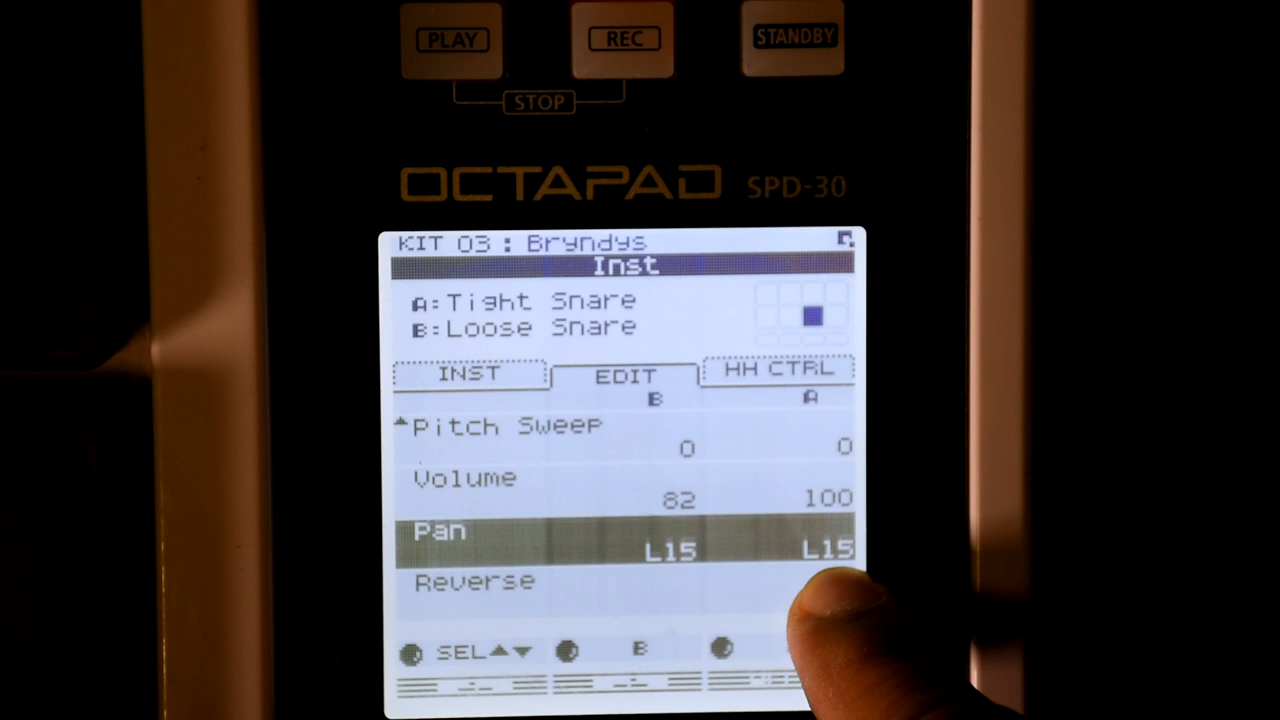 PLAY REC STANDBY
STOP
OCTAPAD SPD-30
KIT 03 : Bryndys
Inst
A:Tight Snare
B:Loose Snare
INST EDIT HH CTRL
B A
Pitch Sweep
0 0
Volume
82 100
Pan
L15 L15
Reverse
SEL▲▼ B